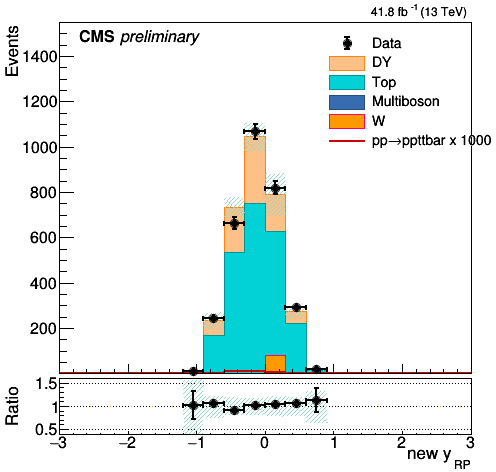 41.8 fb⁻¹ (13 TeV)
CMS preliminary
Events
Data
DY
Top
Multiboson
W
pp→ppttbar x 1000
1400
1200
1000
800
600
400
200
Ratio
1.5
1
0.5
−3 −2 −1 0 1 2 3
new y_RP